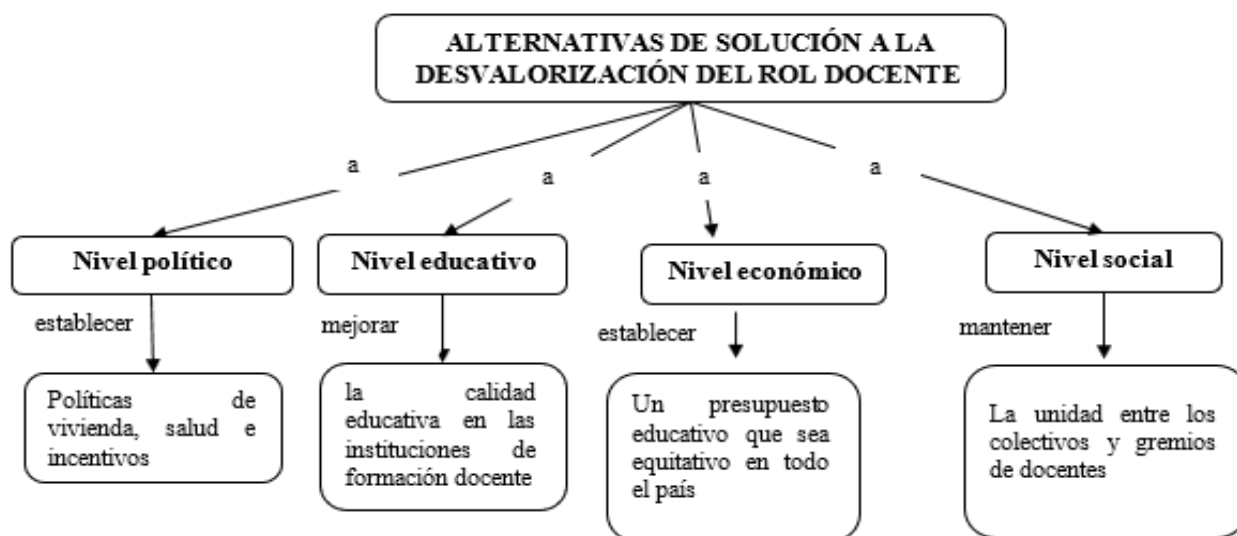 ALTERNATIVAS DE SOLUCIÓN A LA
DESVALORIZACIÓN DEL ROL DOCENTE
a
a
a
a
Nivel político
Nivel educativo
Nivel económico
Nivel social
establecer
mejorar
establecer
mantener
Políticas de
vivienda, salud e
incentivos
la calidad
educativa en las
instituciones de
formación docente
Un presupuesto
educativo que sea
equitativo en todo
el país
La unidad entre los
colectivos y gremios
de docentes